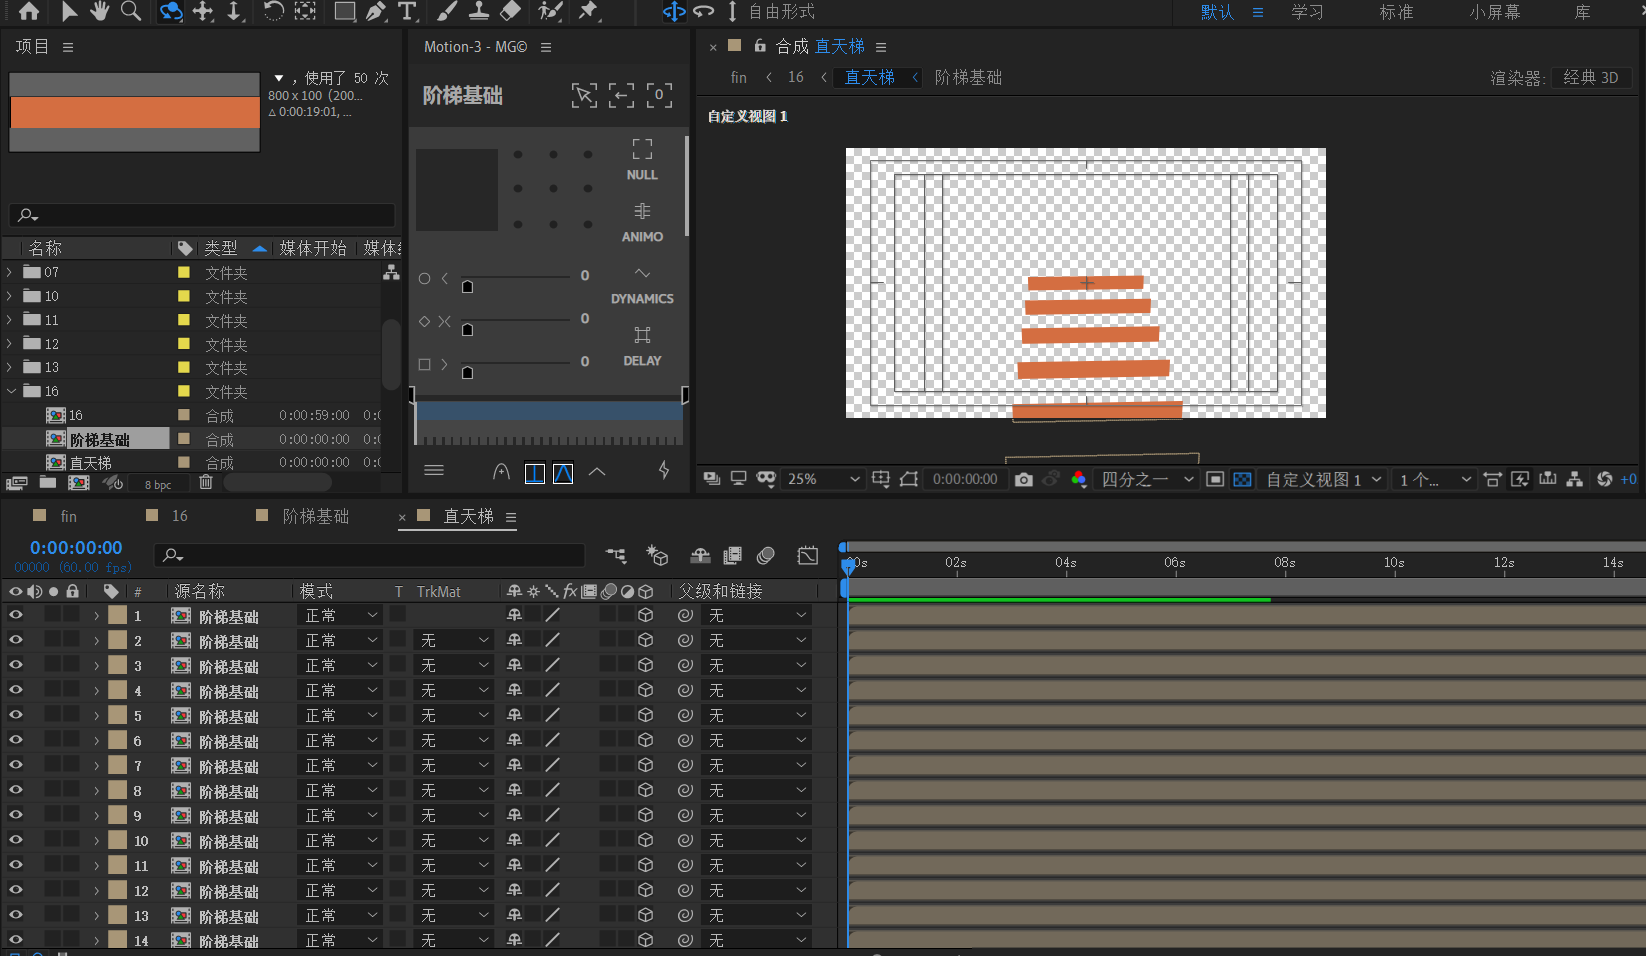 自由形式
默认
学习
标准
小屏幕
库
项目
，使用了 50 次
800 x 100 (200...
Δ 0:00:19:01, ...
名称
类型
媒体开始
媒体
07 文件夹
10 文件夹
11 文件夹
12 文件夹
13 文件夹
16 文件夹
16 合成 0:00:59:00 0:0
阶梯基础 合成 0:00:00:00 0:0
直天梯 合成 0:00:00:00 0:0
8 bpc
Motion-3 - MG©
阶梯基础
NULL
ANIMO
0
DYNAMICS
0
DELAY
0
× 合成 直天梯
fin ‹ 16 ‹ 直天梯 ‹ 阶梯基础
渲染器: 经典 3D
自定义视图 1
25%
0:00:00:00
四分之一
自定义视图 1
1 个...
+0
fin
16
阶梯基础
× 直天梯
0:00:00:00
00000 (60.00 fps)
00s 02s 04s 06s 08s 10s 12s 14s
# 源名称 模式 T TrkMat fx 父级和链接
1 阶梯基础 正常 无
2 阶梯基础 正常 无 无
3 阶梯基础 正常 无 无
4 阶梯基础 正常 无 无
5 阶梯基础 正常 无 无
6 阶梯基础 正常 无 无
7 阶梯基础 正常 无 无
8 阶梯基础 正常 无 无
9 阶梯基础 正常 无 无
10 阶梯基础 正常 无 无
11 阶梯基础 正常 无 无
12 阶梯基础 正常 无 无
13 阶梯基础 正常 无 无
14 阶梯基础 正常 无 无